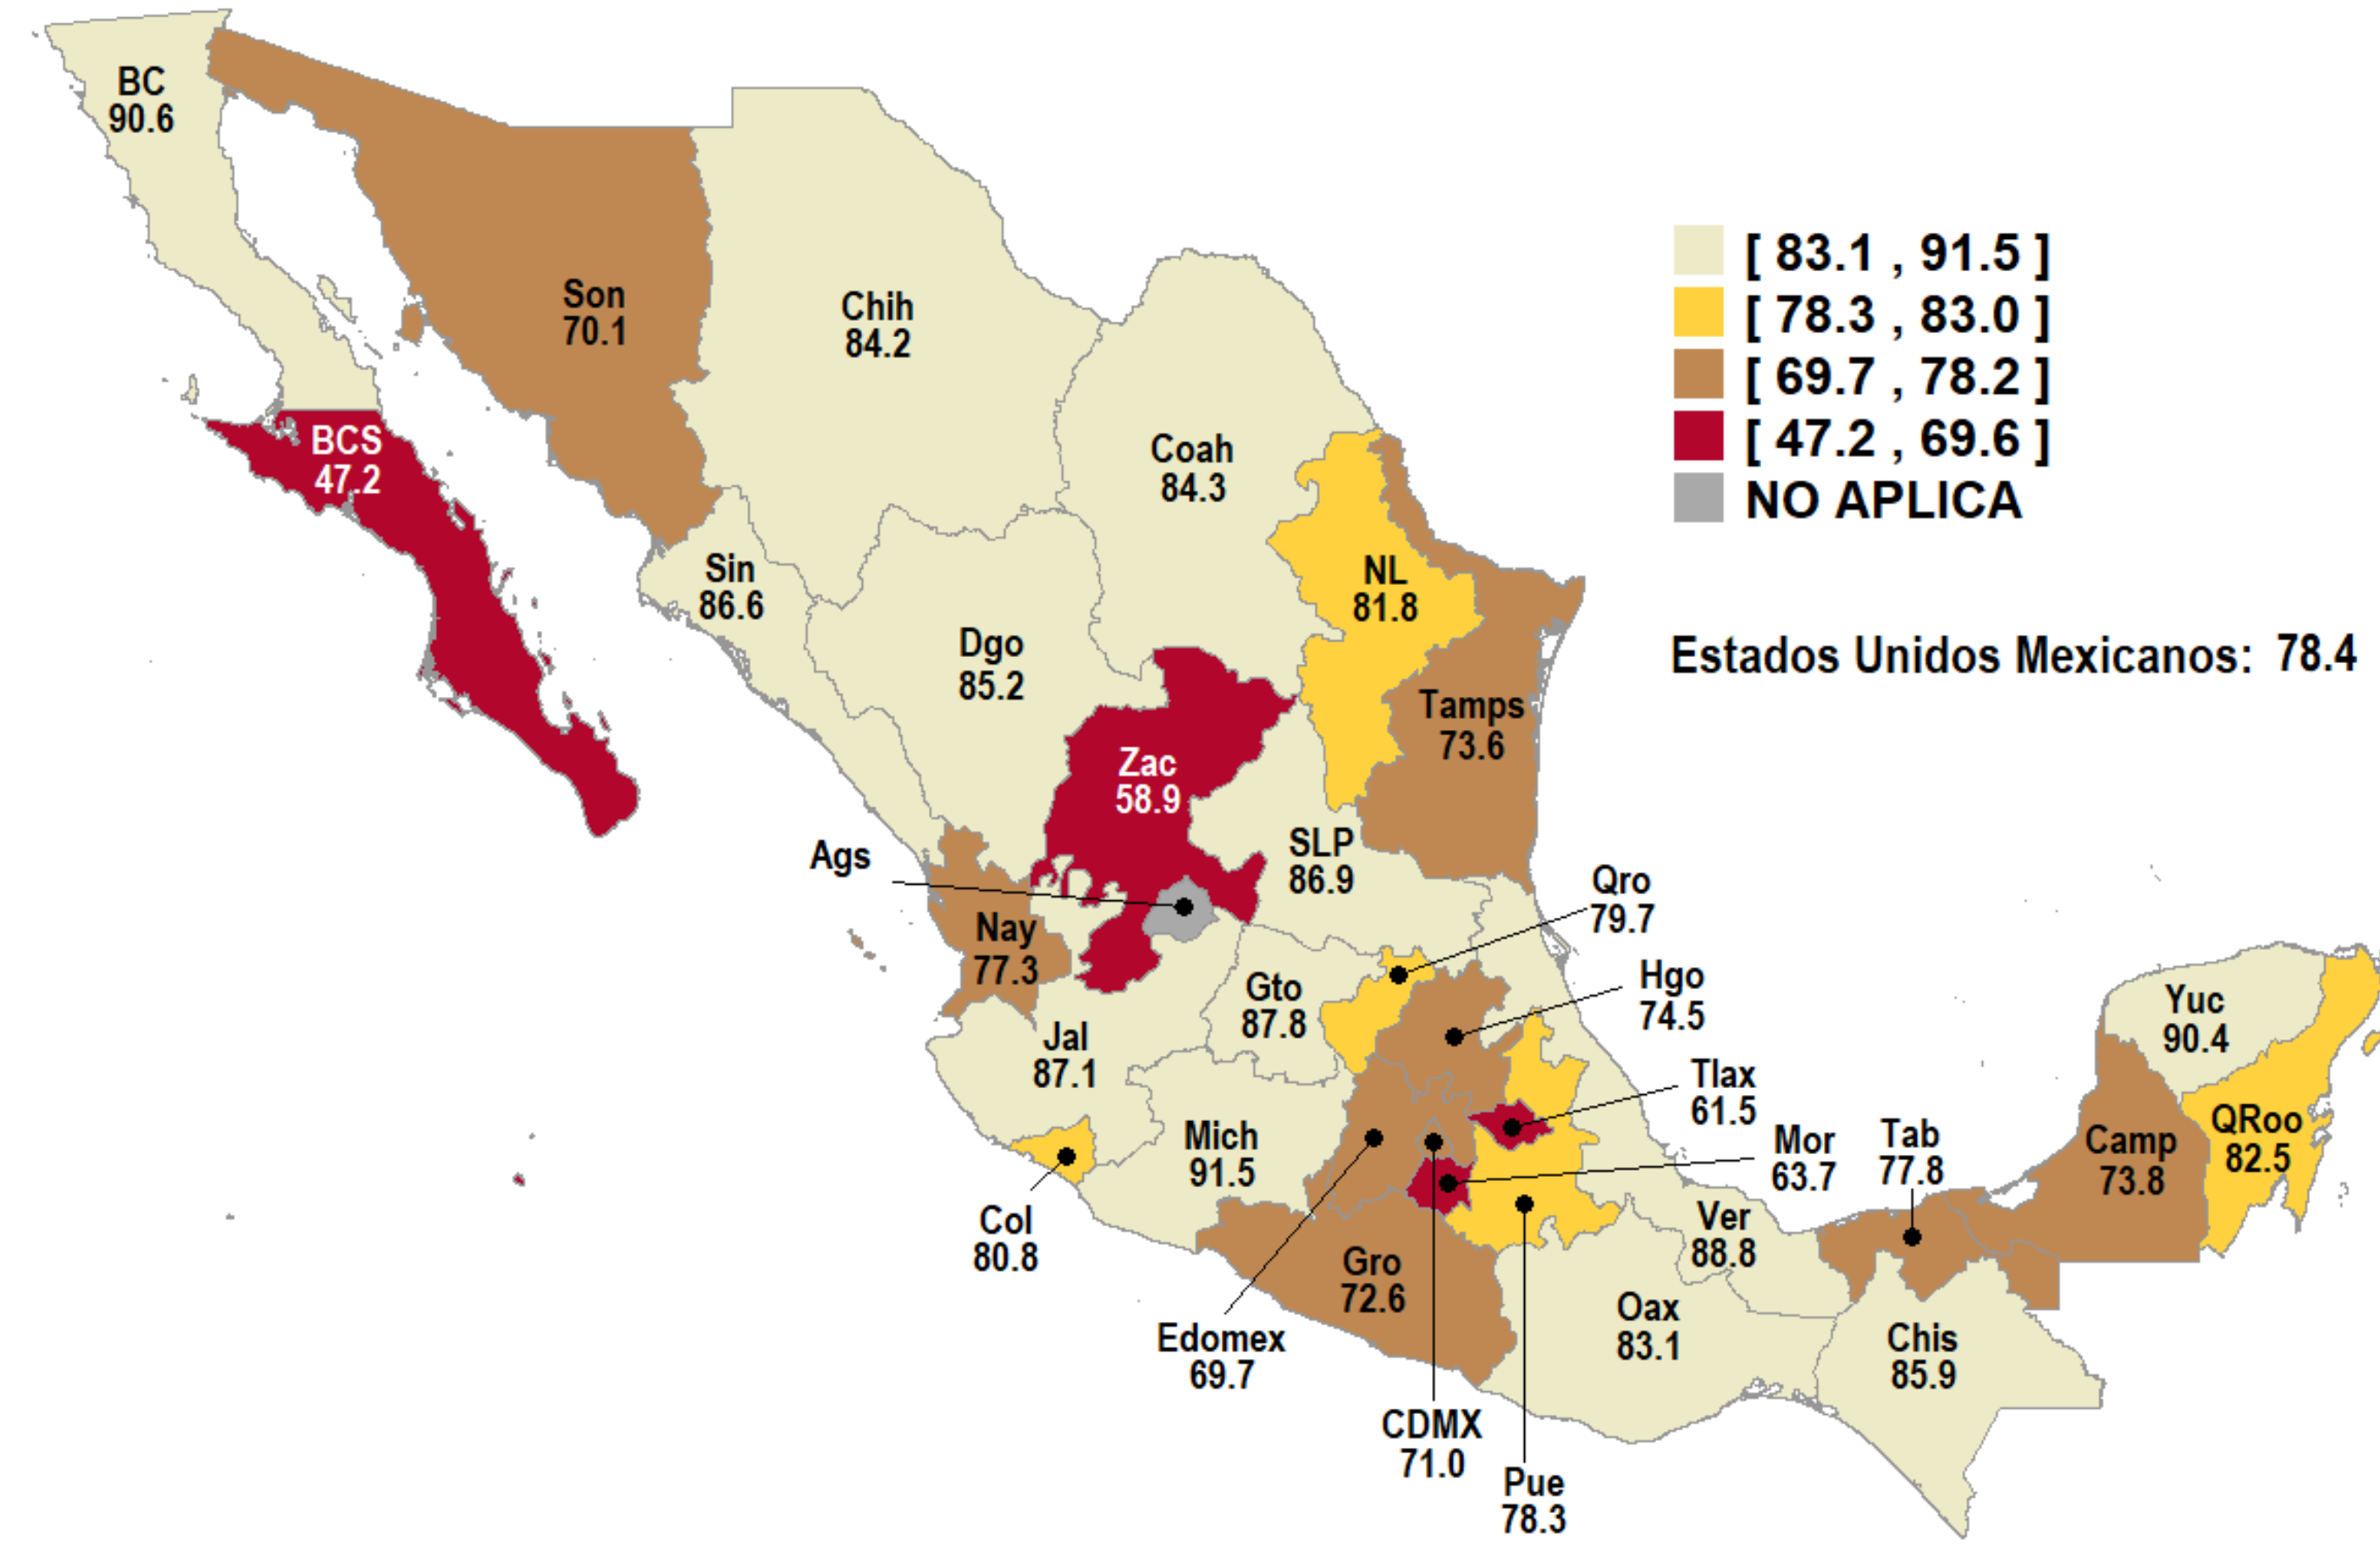 BC
90.6
Son
70.1
Chih
84.2
[ 83.1 , 91.5 ]
[ 78.3 , 83.0 ]
[ 69.7 , 78.2 ]
[ 47.2 , 69.6 ]
NO APLICA
BCS
47.2
Coah
84.3
Sin
86.6
NL
81.8
Dgo
85.2
Estados Unidos Mexicanos: 78.4
Tamps
73.6
Zac
58.9
Ags
SLP
86.9
Qro
79.7
Nay
77.3
Gto
87.8
Hgo
74.5
Yuc
90.4
Jal
87.1
Tlax
61.5
Mich
91.5
Mor
63.7
Tab
77.8
Camp
73.8
QRoo
82.5
Col
80.8
Ver
88.8
Gro
72.6
Edomex
69.7
Oax
83.1
Chis
85.9
CDMX
71.0
Pue
78.3